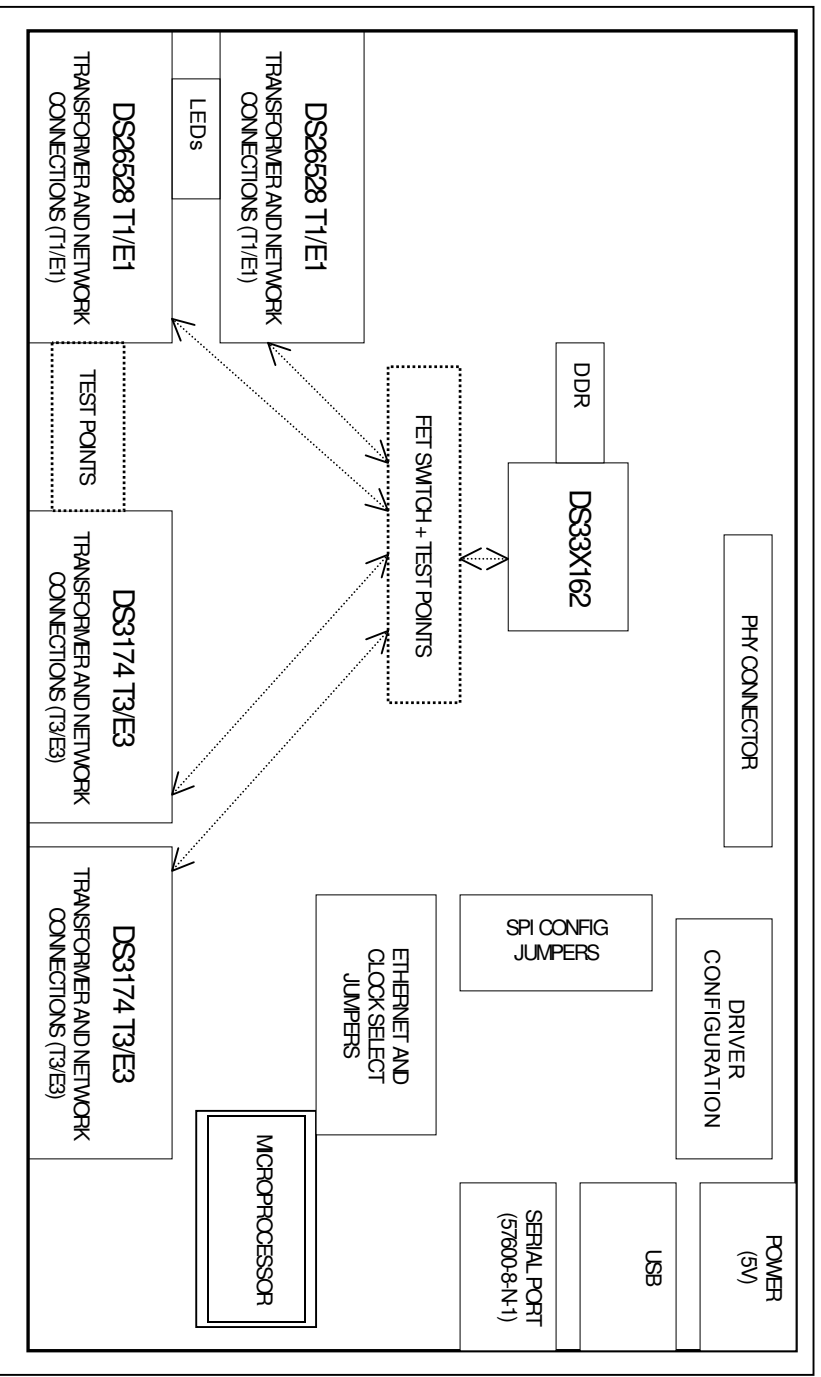 POWER
(5V)
USB
SERIAL PORT
(57600-8-N-1)
PHY CONNECTOR
DRIVER
CONFIGURATION
DDR
DS33X162
SPI CONFIG
JUMPERS
FET SWITCH + TEST POINTS
ETHERNET AND
CLOCK SELECT
JUMPERS
MICROPROCESSOR
DS26528 T1/E1
TRANSFORMER AND NETWORK
CONNECTIONS (T1/E1)
LEDs
DS26528 T1/E1
TRANSFORMER AND NETWORK
CONNECTIONS (T1/E1)
TEST POINTS
DS3174 T3/E3
TRANSFORMER AND NETWORK
CONNECTIONS (T3/E3)
DS3174 T3/E3
TRANSFORMER AND NETWORK
CONNECTIONS (T3/E3)